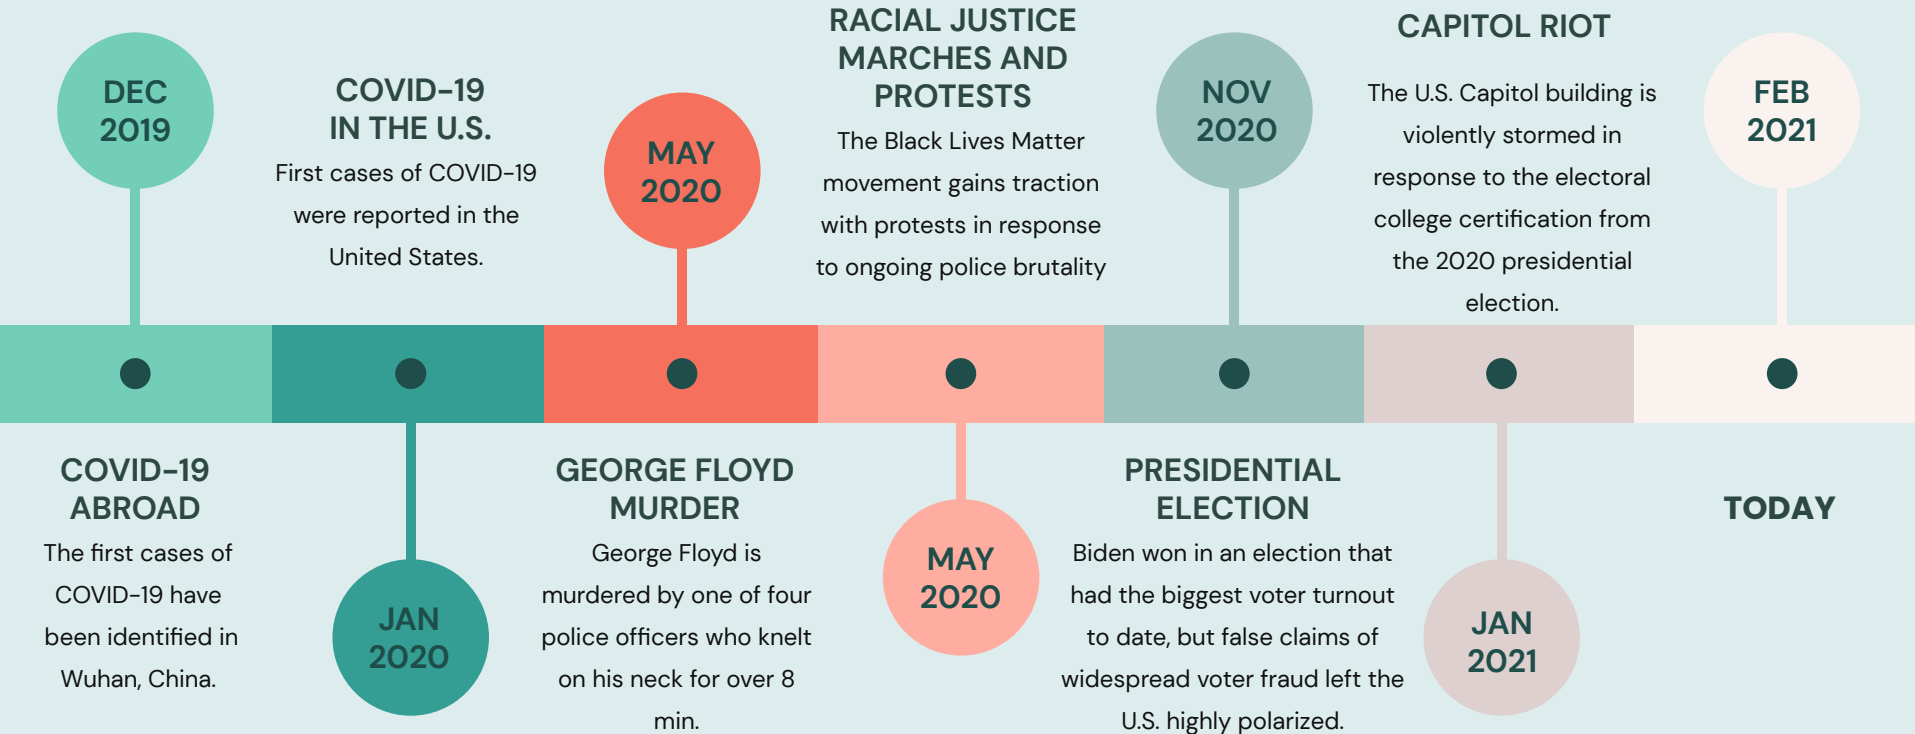 DEC
2019
COVID-19
ABROAD
The first cases of
COVID-19 have
been identified in
Wuhan, China.
COVID-19
IN THE U.S.
First cases of COVID-19
were reported in the
United States.
JAN
2020
MAY
2020
GEORGE FLOYD
MURDER
George Floyd is
murdered by one of four
police officers who knelt
on his neck for over 8
min.
RACIAL JUSTICE
MARCHES AND
PROTESTS
The Black Lives Matter
movement gains traction
with protests in response
to ongoing police brutality
MAY
2020
NOV
2020
PRESIDENTIAL
ELECTION
Biden won in an election that
had the biggest voter turnout
to date, but false claims of
widespread voter fraud left the
U.S. highly polarized.
CAPITOL RIOT
The U.S. Capitol building is
violently stormed in
response to the electoral
college certification from
the 2020 presidential
election.
JAN
2021
FEB
2021
TODAY